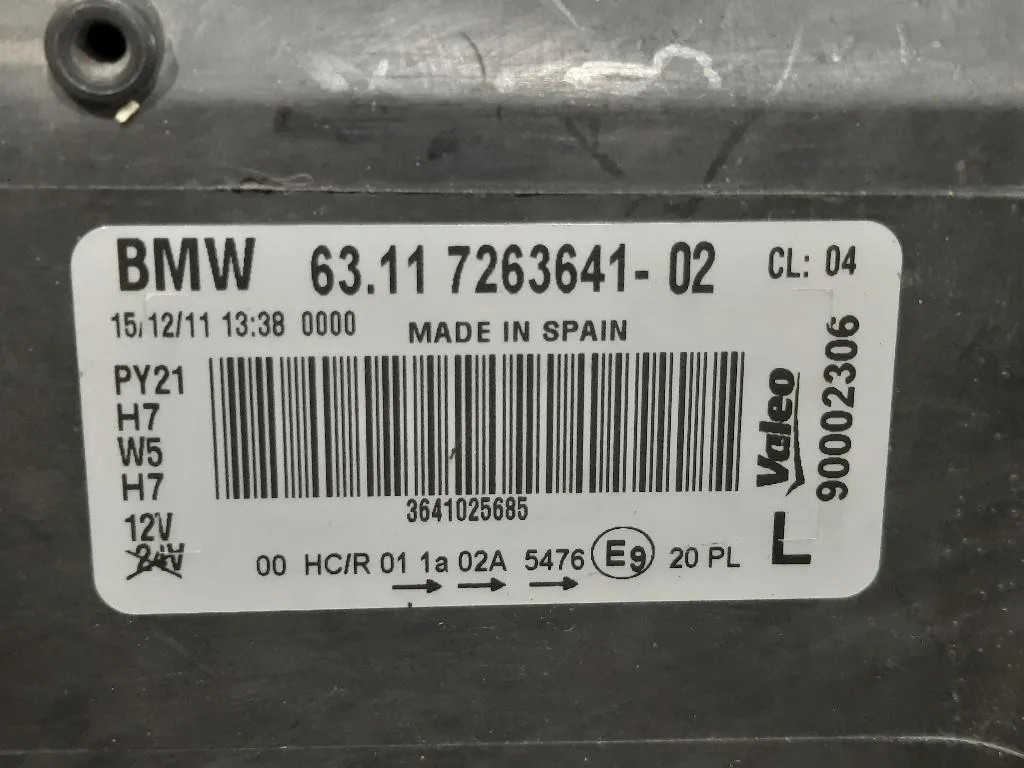 BMW 63.11 7263641-02 CL: 04
15/12/11 13:38 0000 MADE IN SPAIN
PY21
H7
W5
H7
12V
24V
3641025685
00 HC/R 01 1a 02A 5476 E9 20 PL
Valeo
90002306
L